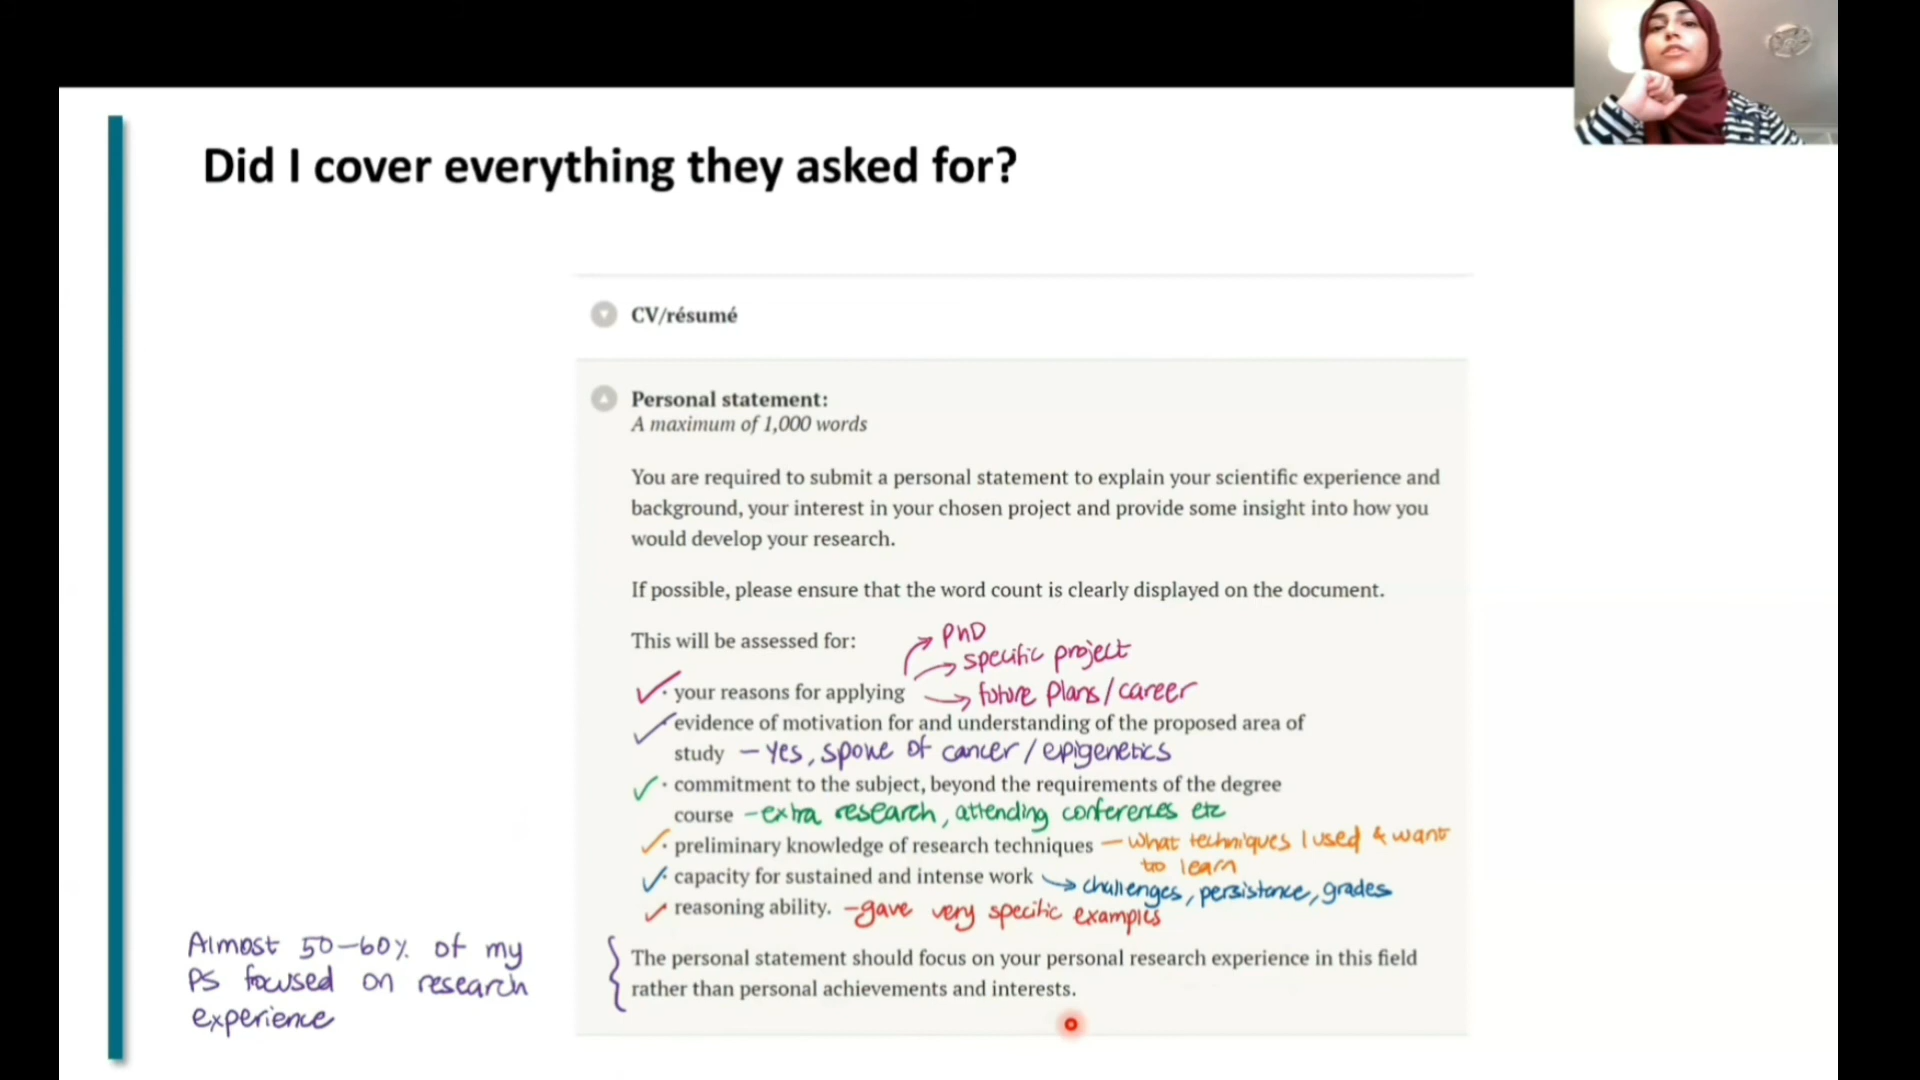 Did I cover everything they asked for?
CV/résumé
Personal statement:
A maximum of 1,000 words
You are required to submit a personal statement to explain your scientific experience and
background, your interest in your chosen project and provide some insight into how you
would develop your research.
If possible, please ensure that the word count is clearly displayed on the document.
This will be assessed for:
→ PhD
→ specific project
✓· your reasons for applying → future plans/career
✓ evidence of motivation for and understanding of the proposed area of
study – yes, spoke of cancer/epigenetics
✓· commitment to the subject, beyond the requirements of the degree
course – extra research, attending conferences etc
✓· preliminary knowledge of research techniques – what techniques I used & want
to learn
✓· capacity for sustained and intense work → challenges, persistance, grades
✓ reasoning ability. – gave very specific examples
The personal statement should focus on your personal research experience in this field
rather than personal achievements and interests.
Almost 50–60% of my
PS focused on research
experience